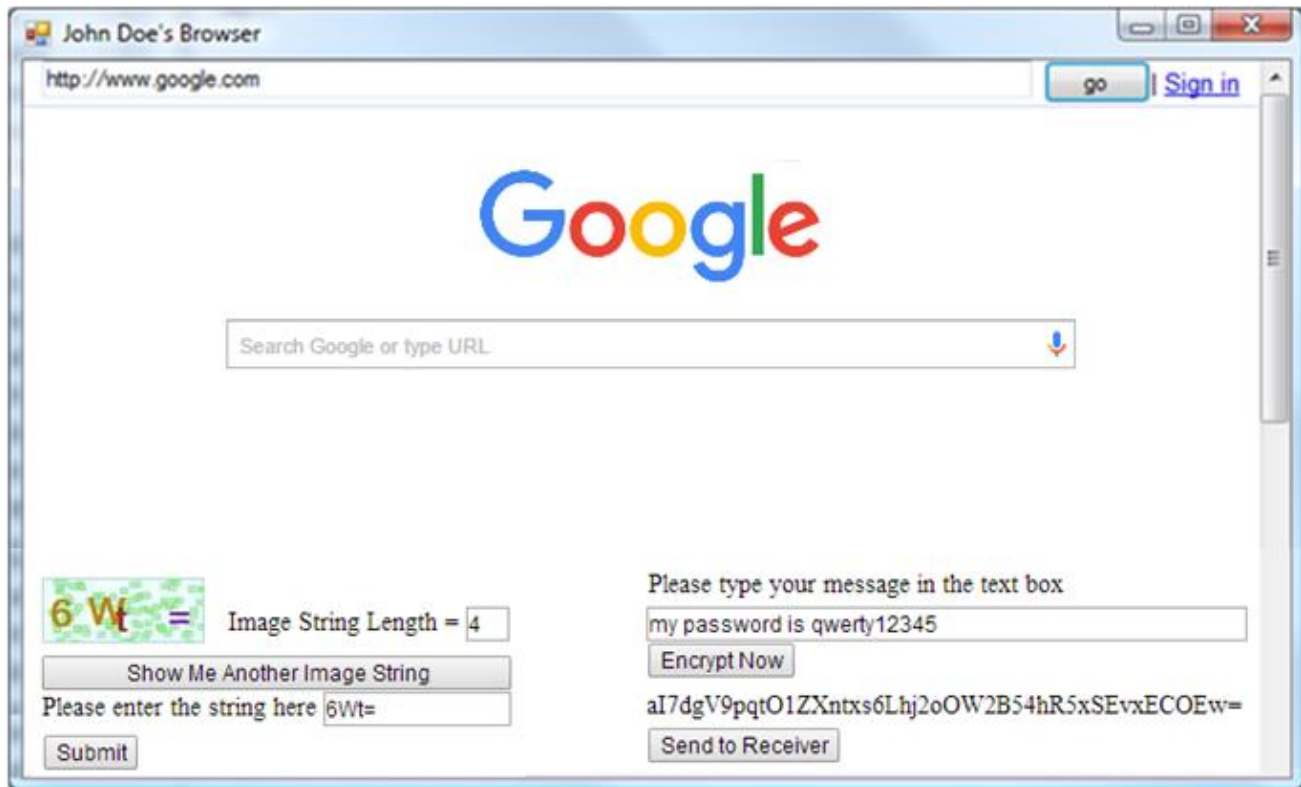 John Doe's Browser
http://www.google.com go | Sign in
Google
Search Google or type URL
6 Wt =
Image String Length = 4
Show Me Another Image String
Please enter the string here 6Wt=
Submit
Please type your message in the text box
my password is qwerty12345
Encrypt Now
aI7dgV9pqtO1ZXntxs6Lhj2oOW2B54hR5xSEvxECOEw=
Send to Receiver